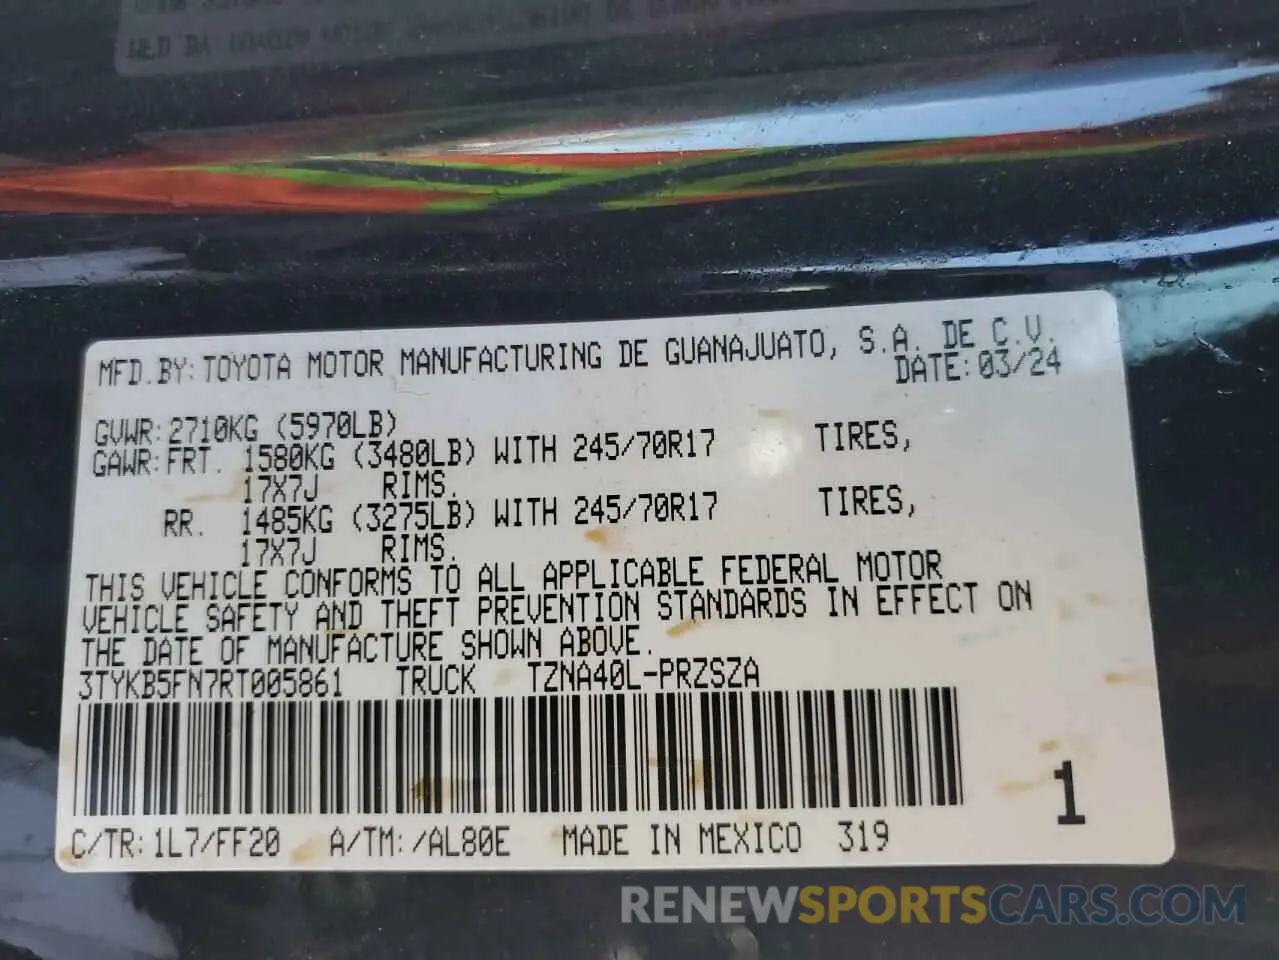 MFD.BY:TOYOTA MOTOR MANUFACTURING DE GUANAJUATO, S.A. DE C.V.
DATE:03/24
GVWR:2710KG (5970LB)
GAWR:FRT. 1580KG (3480LB) WITH 245/70R17 TIRES,
17X7J RIMS.
RR. 1485KG (3275LB) WITH 245/70R17 TIRES,
17X7J RIMS.
THIS VEHICLE CONFORMS TO ALL APPLICABLE FEDERAL MOTOR
VEHICLE SAFETY AND THEFT PREVENTION STANDARDS IN EFFECT ON
THE DATE OF MANUFACTURE SHOWN ABOVE.
3TYKB5FN7RT005861 TRUCK TZNA40L-PRZSZA
1
C/TR:1L7/FF20 A/TM:/AL80E MADE IN MEXICO 319
RENEWSPORTSCARS.COM